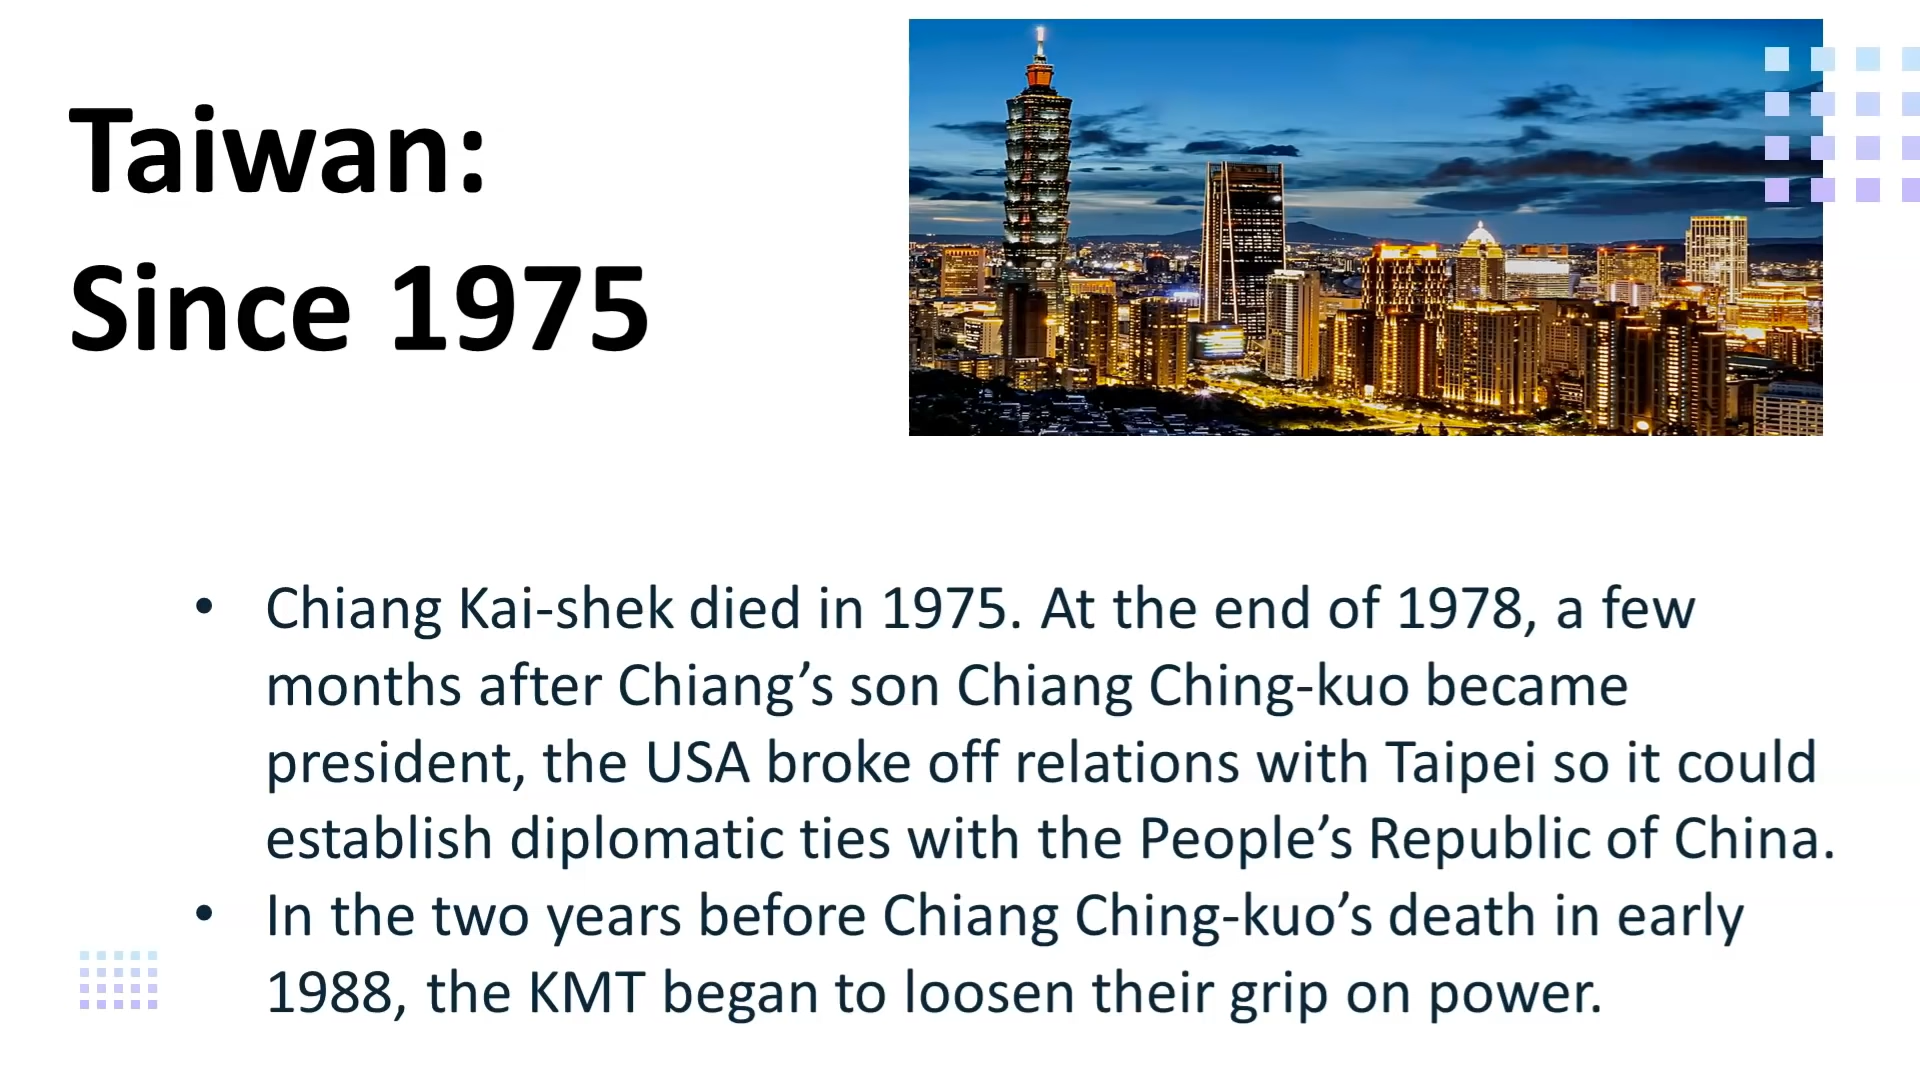 Taiwan:
Since 1975
• Chiang Kai-shek died in 1975. At the end of 1978, a few
months after Chiang’s son Chiang Ching-kuo became
president, the USA broke off relations with Taipei so it could
establish diplomatic ties with the People’s Republic of China.
• In the two years before Chiang Ching-kuo’s death in early
1988, the KMT began to loosen their grip on power.